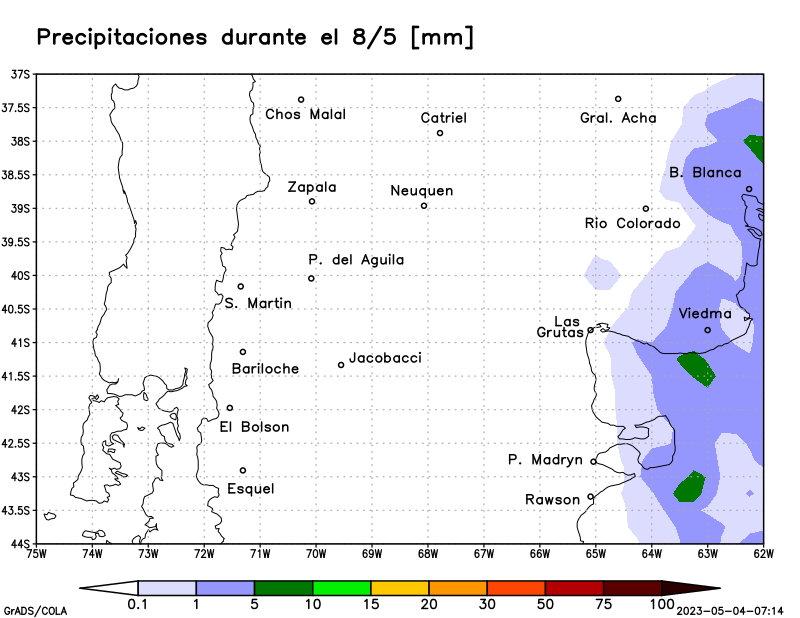 Precipitaciones durante el 8/5 [mm]
37S
37.5S
38S
38.5S
39S
39.5S
40S
40.5S
41S
41.5S
42S
42.5S
43S
43.5S
44S
Chos Malal
Catriel
Gral. Acha
B. Blanca
Zapala
Neuquen
Rio Colorado
P. del Aguila
S. Martin
Viedma
Las
Grutas
Bariloche
Jacobacci
El Bolson
P. Madryn
Esquel
Rawson
75W 74W 73W 72W 71W 70W 69W 68W 67W 66W 65W 64W 63W 62W
0.1 1 5 10 15 20 30 50 75 100
GrADS/COLA
2023-05-04-07:14